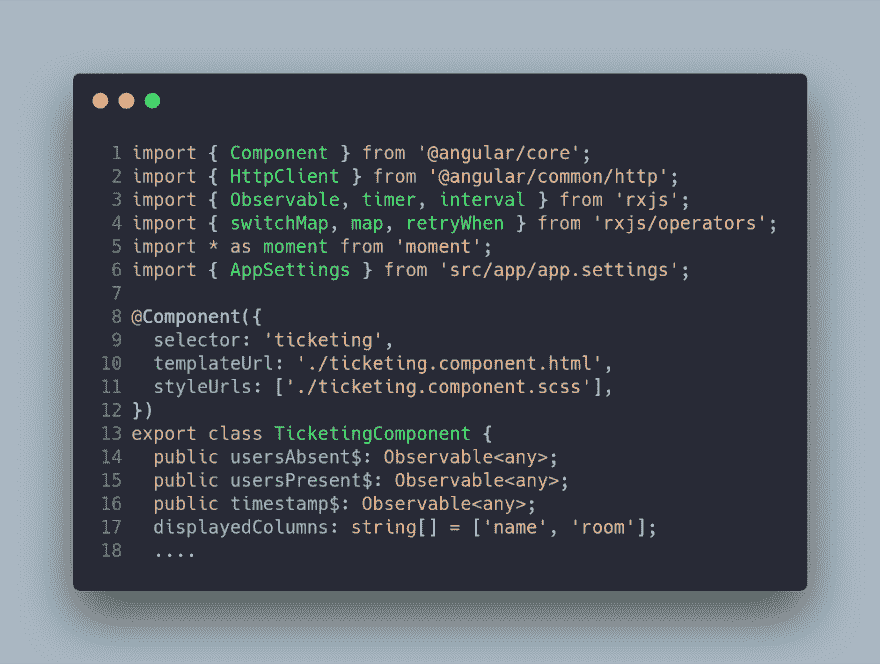 1 import { Component } from '@angular/core';
2 import { HttpClient } from '@angular/common/http';
3 import { Observable, timer, interval } from 'rxjs';
4 import { switchMap, map, retryWhen } from 'rxjs/operators';
5 import * as moment from 'moment';
6 import { AppSettings } from 'src/app/app.settings';
7
8 @Component({
9   selector: 'ticketing',
10   templateUrl: './ticketing.component.html',
11   styleUrls: ['./ticketing.component.scss'],
12 })
13 export class TicketingComponent {
14   public usersAbsent$: Observable<any>;
15   public usersPresent$: Observable<any>;
16   public timestamp$: Observable<any>;
17   displayedColumns: string[] = ['name', 'room'];
18   ....